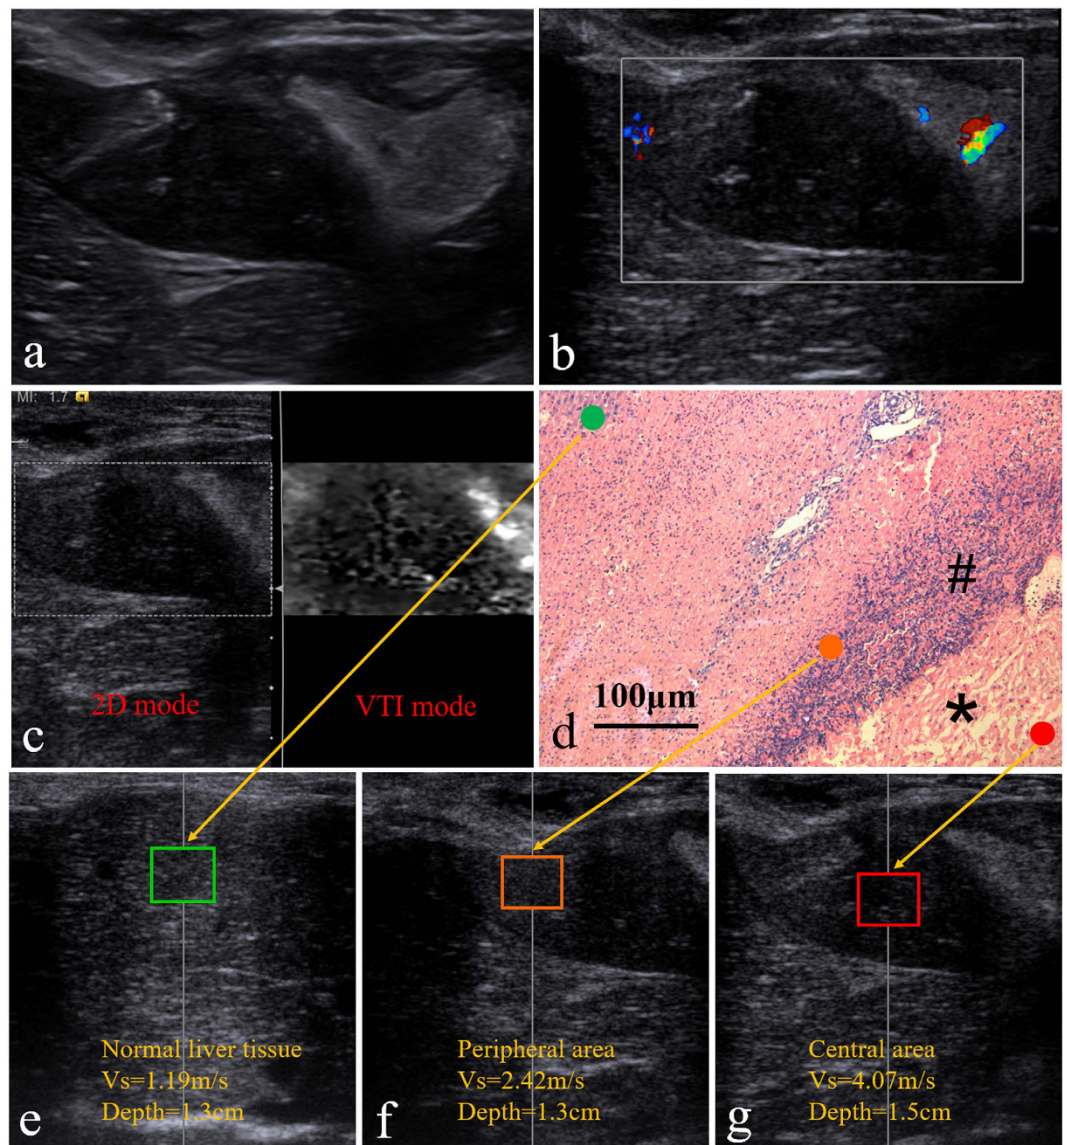 a
b
MI: 1.7
2D mode
VTI mode
c
#
*
100μm
d
Normal liver tissue
Vs=1.19m/s
Depth=1.3cm
e
Peripheral area
Vs=2.42m/s
Depth=1.3cm
f
Central area
Vs=4.07m/s
Depth=1.5cm
g